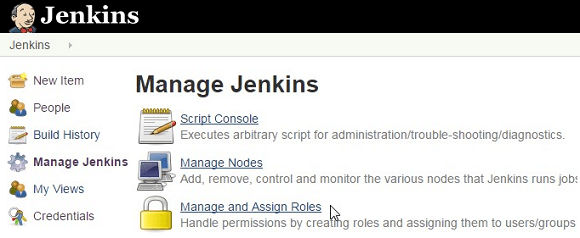 Jenkins
Jenkins
New Item
People
Build History
Manage Jenkins
My Views
Credentials
Manage Jenkins
Script Console
Executes arbitrary script for administration/trouble-shooting/diagnostics.
Manage Nodes
Add, remove, control and monitor the various nodes that Jenkins runs jobs
Manage and Assign Roles
Handle permissions by creating roles and assigning them to users/groups